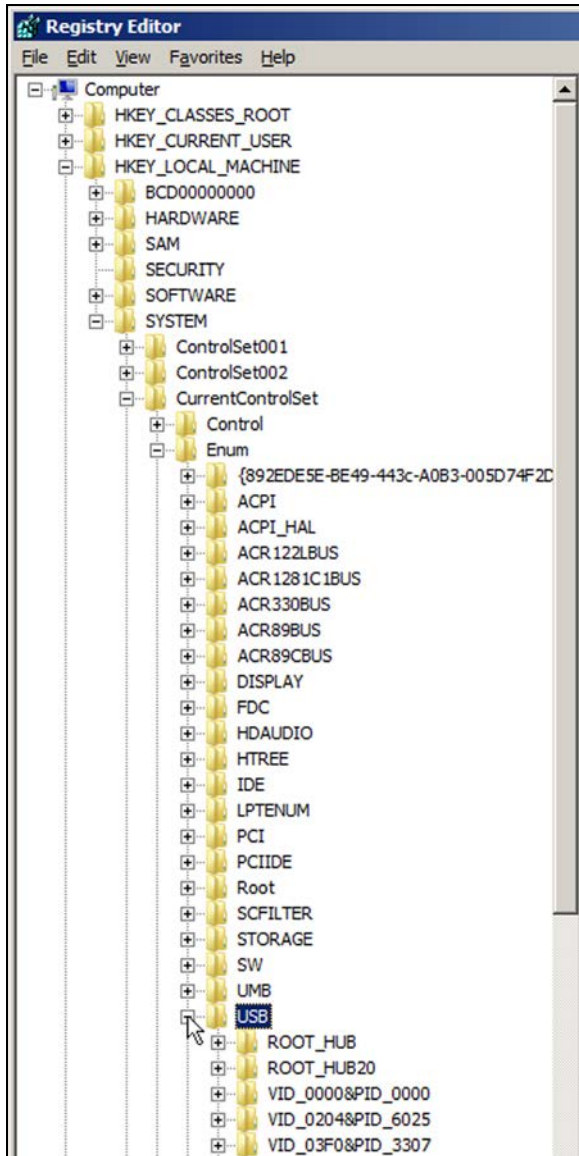 Registry Editor
File Edit View Favorites Help
Computer
HKEY_CLASSES_ROOT
HKEY_CURRENT_USER
HKEY_LOCAL_MACHINE
BCD00000000
HARDWARE
SAM
SECURITY
SOFTWARE
SYSTEM
ControlSet001
ControlSet002
CurrentControlSet
Control
Enum
{892EDE5E-BE49-443c-A0B3-005D74F2D
ACPI
ACPI_HAL
ACR122LBUS
ACR1281C1BUS
ACR330BUS
ACR89BUS
ACR89CBUS
DISPLAY
FDC
HDAUDIO
HTREE
IDE
LPTENUM
PCI
PCIIDE
Root
SCFILTER
STORAGE
SW
UMB
USB
ROOT_HUB
ROOT_HUB20
VID_0000&PID_0000
VID_0204&PID_6025
VID_03F0&PID_3307